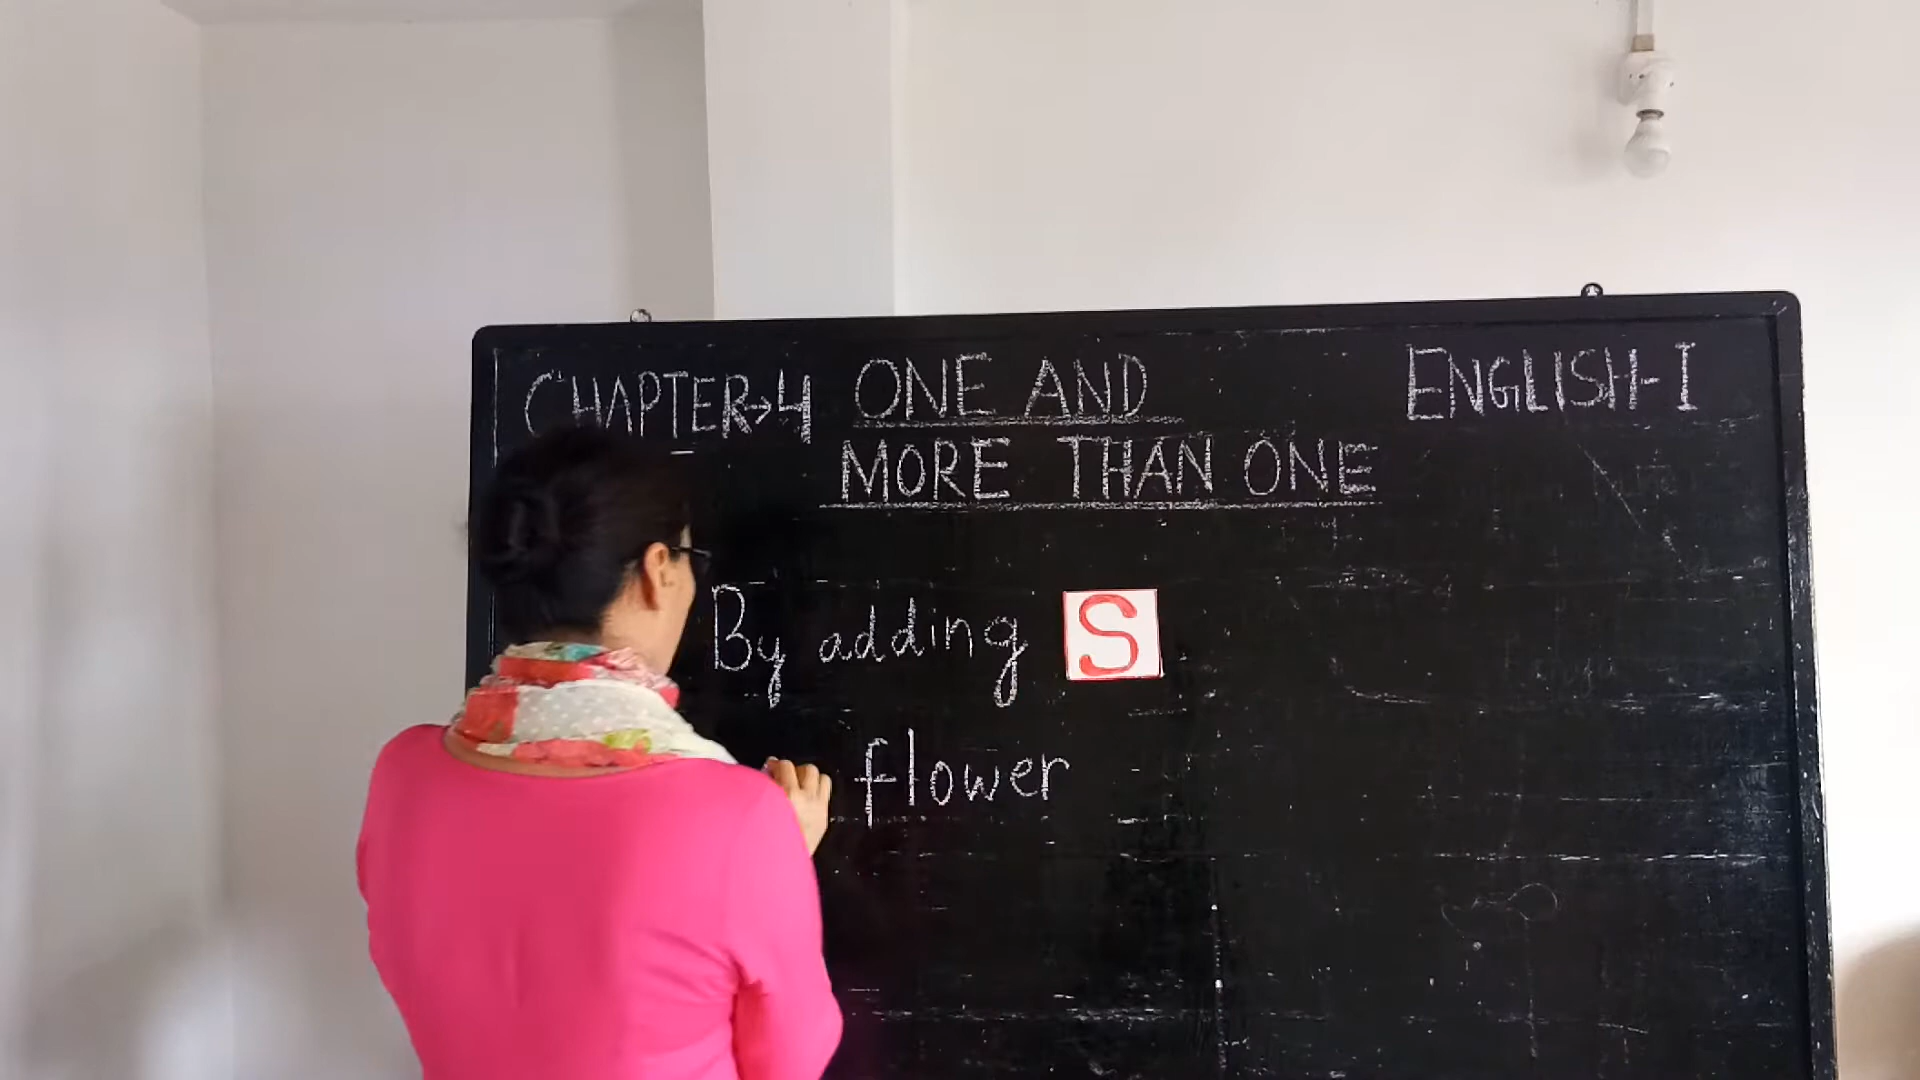 CHAPTER→4 ONE AND ENGLISH-I
MORE THAN ONE
By adding S
flower